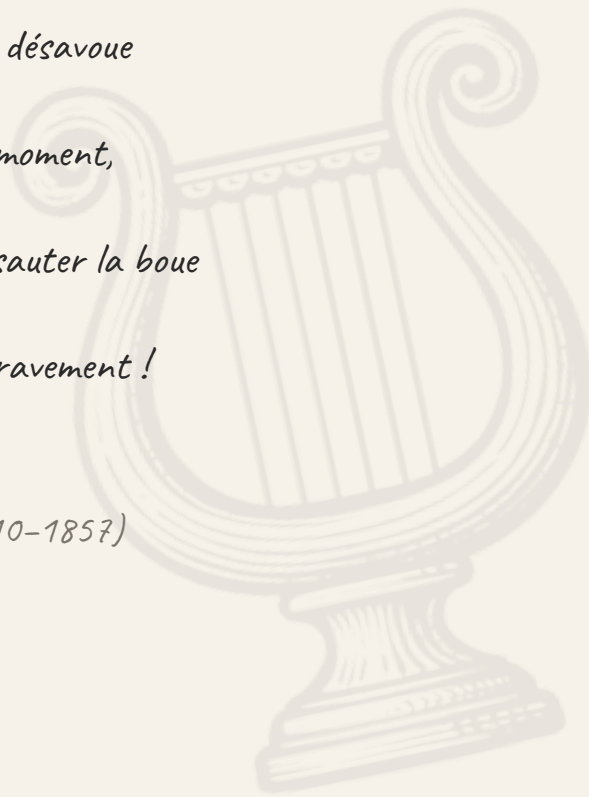 désavoue
moment,
sauter la boue
ravement !
10–1857)